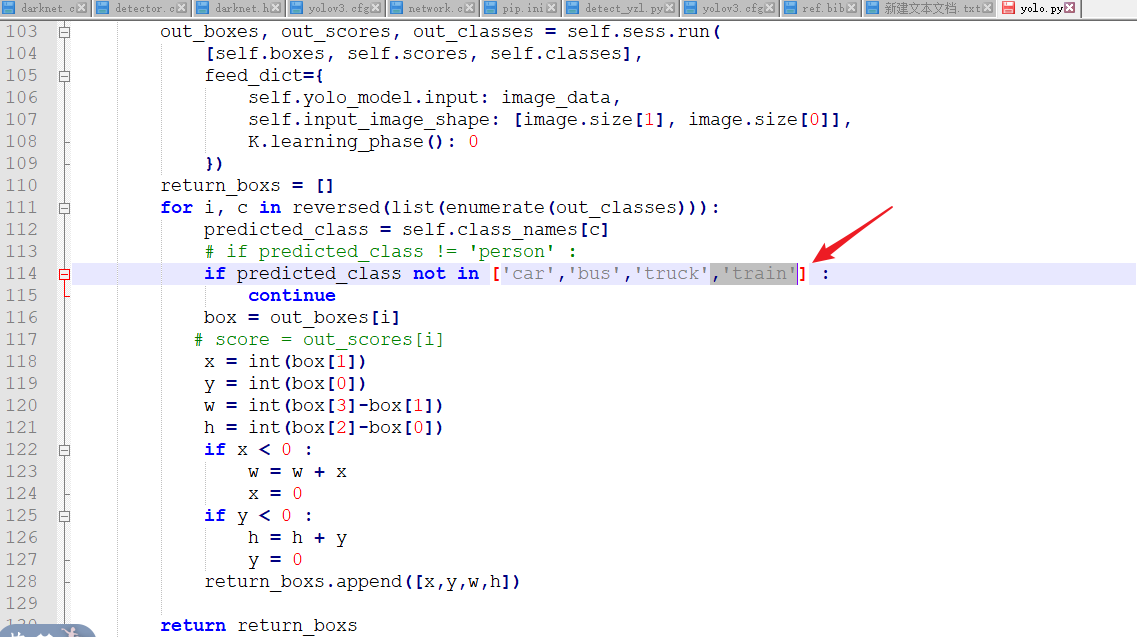 darknet.c detector.c darknet.h yolov3.cfg network.c pip.ini detect_yzl.py yolov3.cfg ref.bib 新建文本文档.txt yolo.py
103 out_boxes, out_scores, out_classes = self.sess.run(
104 [self.boxes, self.scores, self.classes],
105 feed_dict={
106 self.yolo_model.input: image_data,
107 self.input_image_shape: [image.size[1], image.size[0]],
108 K.learning_phase(): 0
109 })
110 return_boxs = []
111 for i, c in reversed(list(enumerate(out_classes))):
112 predicted_class = self.class_names[c]
113 # if predicted_class != 'person' :
114 if predicted_class not in ['car','bus','truck','train'] :
115 continue
116 box = out_boxes[i]
117 # score = out_scores[i]
118 x = int(box[1])
119 y = int(box[0])
120 w = int(box[3]-box[1])
121 h = int(box[2]-box[0])
122 if x < 0 :
123 w = w + x
124 x = 0
125 if y < 0 :
126 h = h + y
127 y = 0
128 return_boxs.append([x,y,w,h])
129
return return_boxs